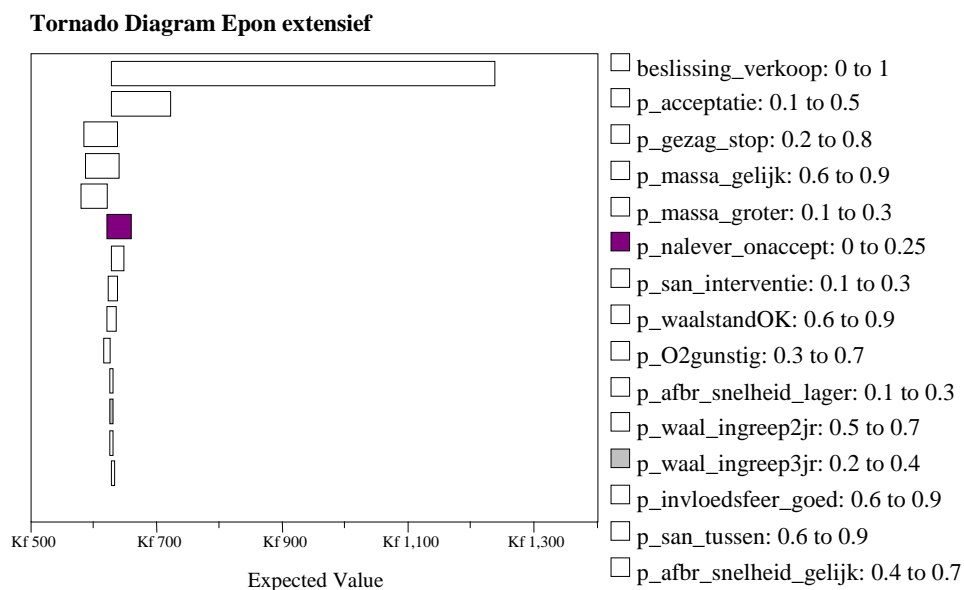 Tornado Diagram Epon extensief
beslissing_verkoop: 0 to 1
p_acceptatie: 0.1 to 0.5
p_gezag_stop: 0.2 to 0.8
p_massa_gelijk: 0.6 to 0.9
p_massa_groter: 0.1 to 0.3
p_nalever_onaccept: 0 to 0.25
p_san_interventie: 0.1 to 0.3
p_waalstandOK: 0.6 to 0.9
p_O2gunstig: 0.3 to 0.7
p_afbr_snelheid_lager: 0.1 to 0.3
p_waal_ingreep2jr: 0.5 to 0.7
p_waal_ingreep3jr: 0.2 to 0.4
p_invloedsfeer_goed: 0.6 to 0.9
p_san_tussen: 0.6 to 0.9
p_afbr_snelheid_gelijk: 0.4 to 0.7
Kf 500 Kf 700 Kf 900 Kf 1,100 Kf 1,300
Expected Value